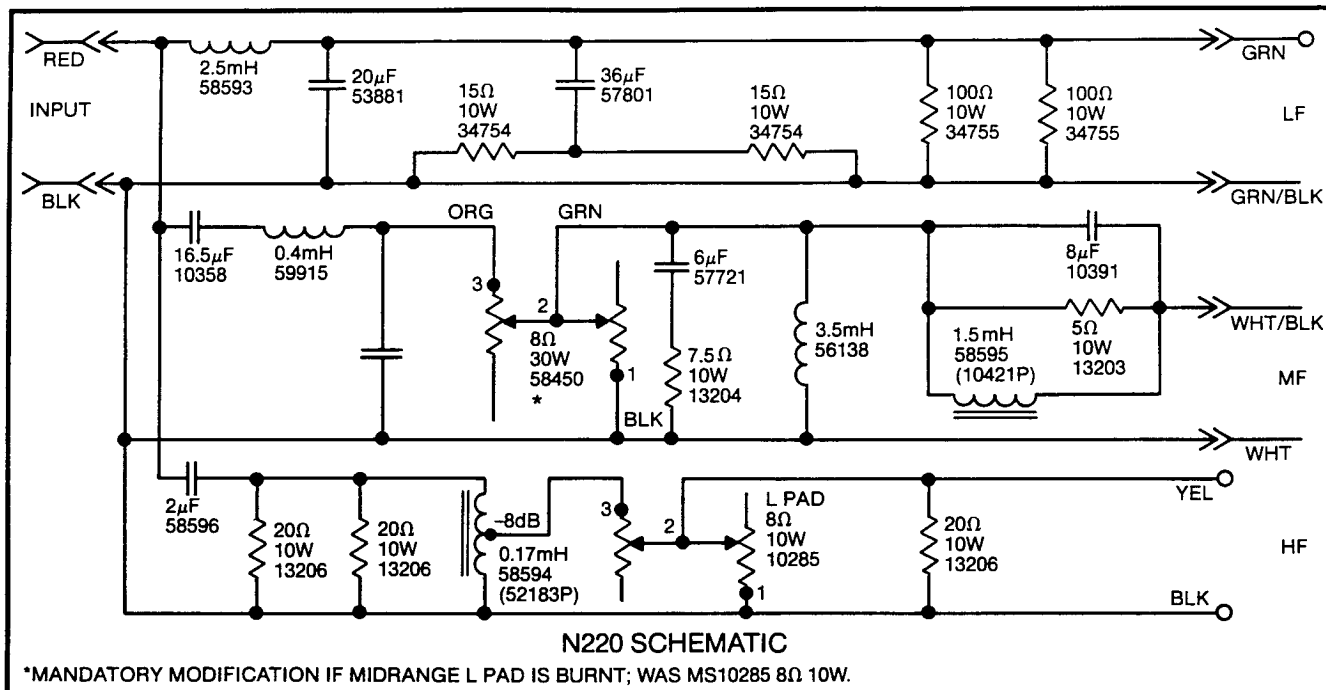 RED
INPUT
BLK
2.5mH
58593
20μF
53881
15Ω
10W
34754
36μF
57801
15Ω
10W
34754
100Ω
10W
34755
100Ω
10W
34755
GRN
LF
GRN/BLK
16.5μF
10358
0.4mH
59915
ORG
3
GRN
2
8Ω
30W
58450
*
1
BLK
6μF
57721
7.5Ω
10W
13204
3.5mH
56138
8μF
10391
5Ω
10W
13203
1.5mH
58595
(10421P)
WHT/BLK
MF
WHT
2μF
58596
20Ω
10W
13206
20Ω
10W
13206
–8dB
0.17mH
58594
(52183P)
3
2
L PAD
8Ω
10W
10285
1
20Ω
10W
13206
YEL
HF
BLK
N220 SCHEMATIC
*MANDATORY MODIFICATION IF MIDRANGE L PAD IS BURNT; WAS MS10285 8Ω 10W.